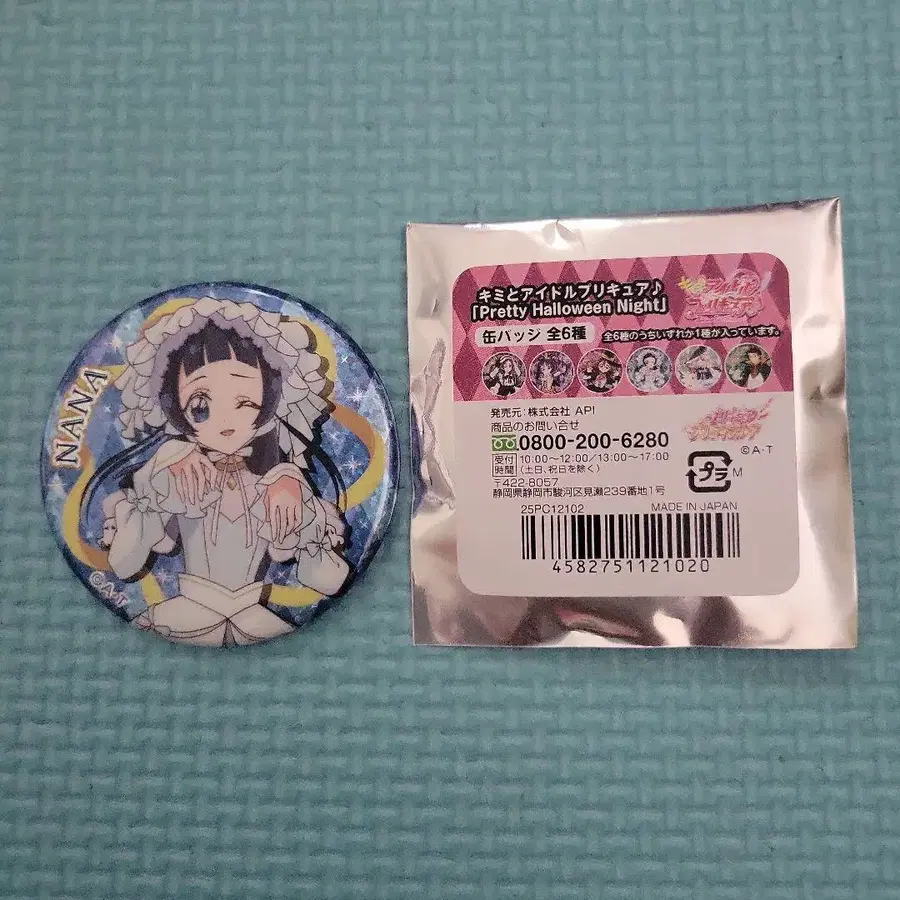 NANA
©A・T
キミとアイドルプリキュア♪
「Pretty Halloween Night」
缶バッジ 全6種
全6種のうちいずれか1種が入っています。
発売元：株式会社 API
商品のお問い合せ
0800-200-6280
受付時間 10:00〜12:00／13:00〜17:00
（土日、祝日を除く）
〒422-8057
静岡県静岡市駿河区見瀬239番地1号
©A・T
プラ M
25PC12102
MADE IN JAPAN
4582751121020